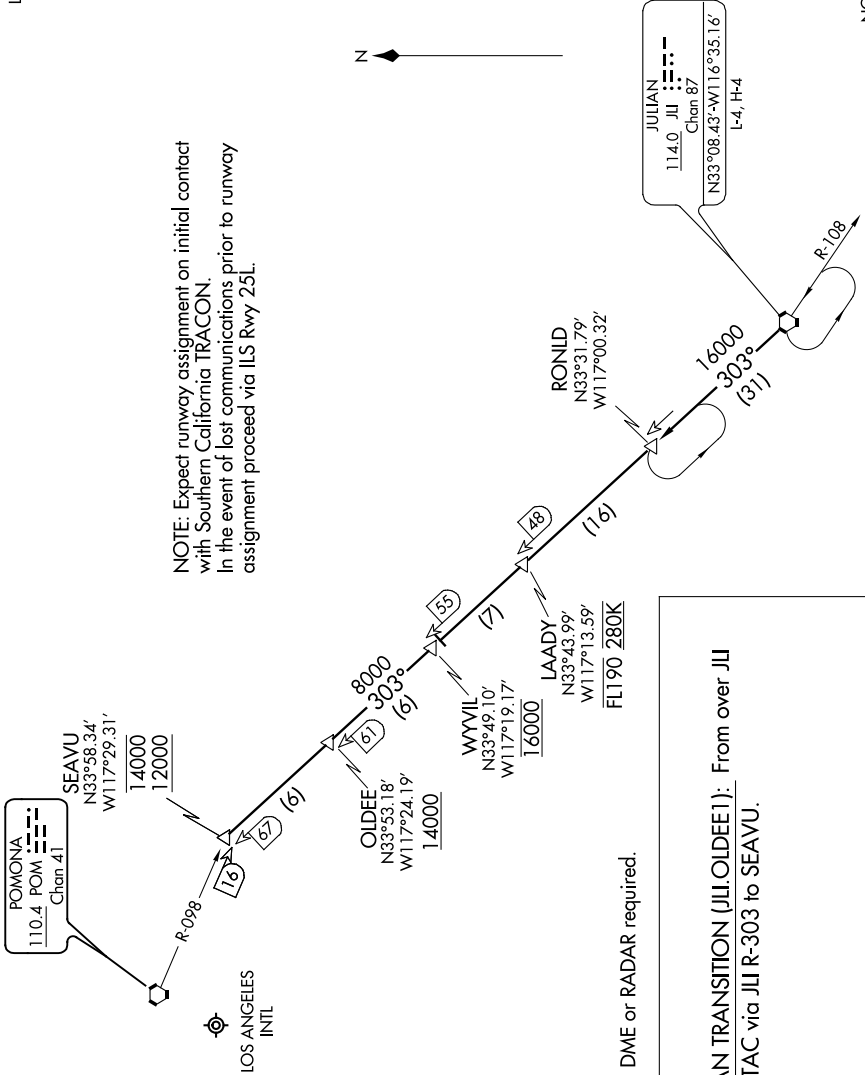 POMONA
110.4 POM
Chan 41
SEAVU
N33°58.34'
W117°29.31'
14000
12000
R-098
16
67
(6)
LOS ANGELES
INTL
OLDEE
N33°53.18'
W117°24.19'
14000
61
8000
303°
(6)
NOTE: Expect runway assignment on initial contact
with Southern California TRACON.
In the event of lost communications prior to runway
assignment proceed via ILS Rwy 25L.
N
WYVIL
N33°49.10'
W117°19.17'
16000
55
(7)
LAADY
N33°43.99'
W117°13.59'
FL190 280K
48
(16)
RONLD
N33°31.79'
W117°00.32'
16000
303°
(31)
JULIAN
114.0 JLI
Chan 87
N33°08.43'-W116°35.16'
L-4, H-4
R-108
DME or RADAR required.
AN TRANSITION (JLI.OLDEE1): From over JLI
TAC via JLI R-303 to SEAVU.